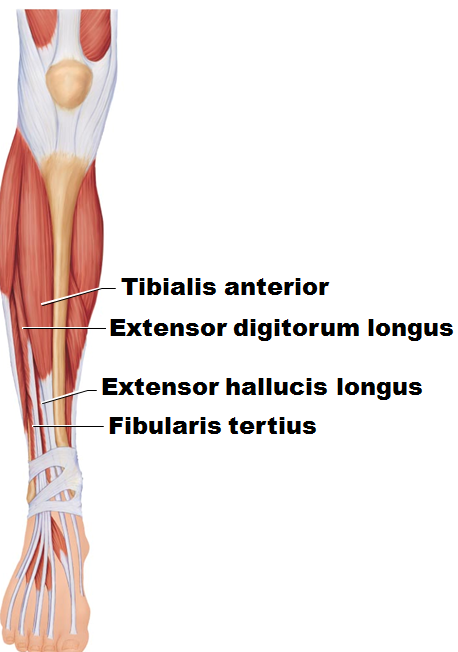 Tibialis anterior
Extensor digitorum longus
Extensor hallucis longus
Fibularis tertius